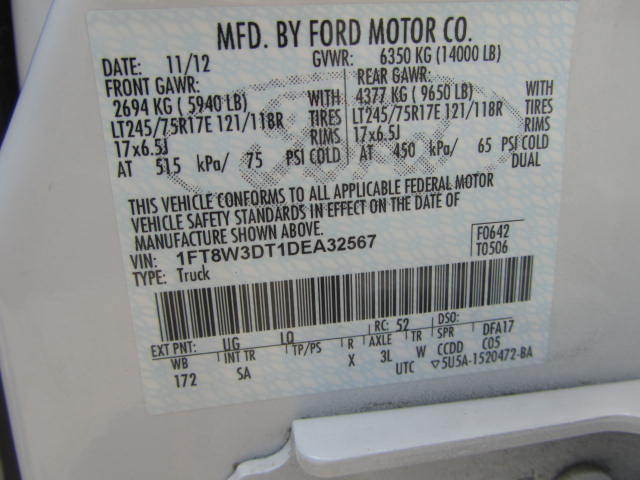 MFD. BY FORD MOTOR CO.
DATE: 11/12 GVWR: 6350 KG (14000 LB)
FRONT GAWR: REAR GAWR:
2694 KG ( 5940 LB) WITH 4377 KG ( 9650 LB) WITH
LT245/75R17E 121/118R TIRES LT245/75R17E 121/118R TIRES
17x6.5J RIMS 17x6.5J RIMS
AT 515 kPa/ 75 PSI COLD AT 450 kPa/ 65 PSI COLD
DUAL
THIS VEHICLE CONFORMS TO ALL APPLICABLE FEDERAL MOTOR
VEHICLE SAFETY STANDARDS IN EFFECT ON THE DATE OF
MANUFACTURE SHOWN ABOVE.
VIN: 1FT8W3DT1DEA32567 F0642
TYPE: Truck T0506
EXT PNT: UG LQ RC: 52 DSO:
WB INT TR TP/PS R AXLE TR SPR DFA17
172 SA X 3L W CCDD C05
UTC ▽5U5A-1520472-BA